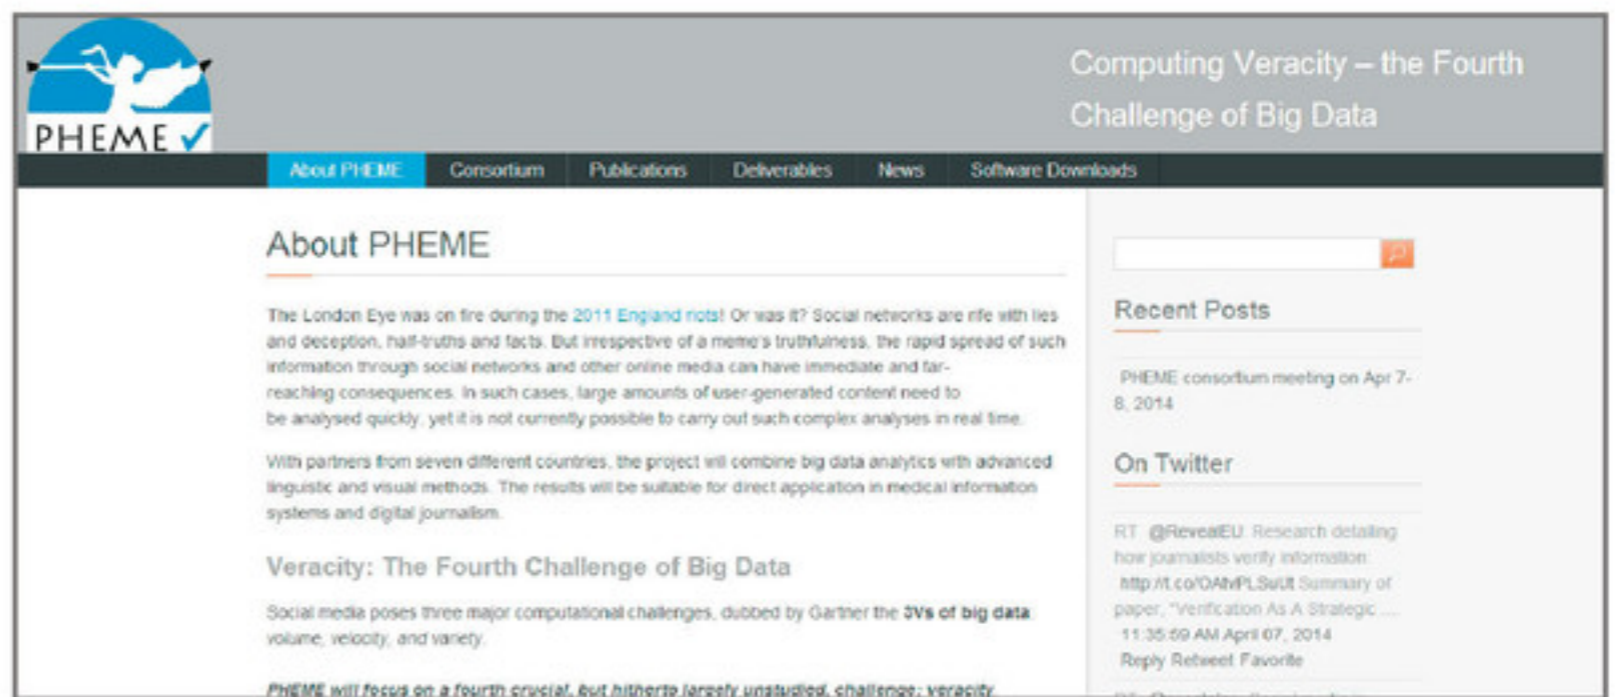 PHEME
Computing Veracity – the Fourth
Challenge of Big Data
About PHEME Consortium Publications Deliverables News Software Downloads
About PHEME
The London Eye was on fire during the 2011 England riots! Or was it? Social networks are rife with lies
and deception, half-truths and facts. But irrespective of a meme's truthfulness, the rapid spread of such
information through social networks and other online media can have immediate and far-
reaching consequences. In such cases, large amounts of user-generated content need to
be analysed quickly, yet it is not currently possible to carry out such complex analyses in real time.
With partners from seven different countries, the project will combine big data analytics with advanced
linguistic and visual methods. The results will be suitable for direct application in medical information
systems and digital journalism.
Veracity: The Fourth Challenge of Big Data
Social media poses three major computational challenges, dubbed by Gartner the 3Vs of big data
volume, velocity, and variety.
PHEME will focus on a fourth crucial, but hitherto largely unstudied, challenge: veracity.
Recent Posts
PHEME consortium meeting on Apr 7-
8, 2014
On Twitter
RT @RevealEU: Research detailing
how journalists verify information:
Summary of
paper, "Verification As A Strategic ...
11:35:59 AM April 07, 2014
Reply Retweet Favorite